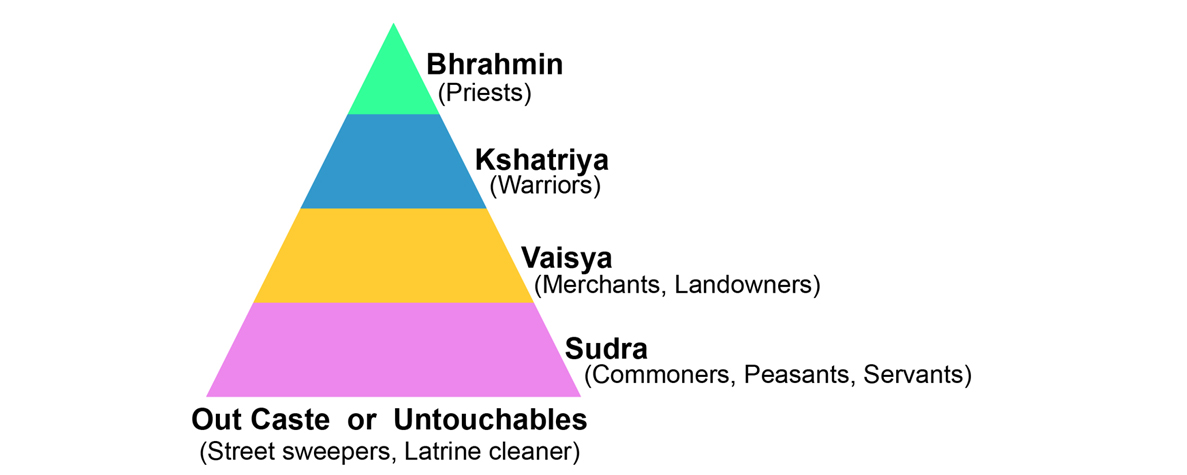 Bhrahmin
(Priests)
Kshatriya
(Warriors)
Vaisya
(Merchants, Landowners)
Sudra
(Commoners, Peasants, Servants)
Out Caste or Untouchables
(Street sweepers, Latrine cleaner)